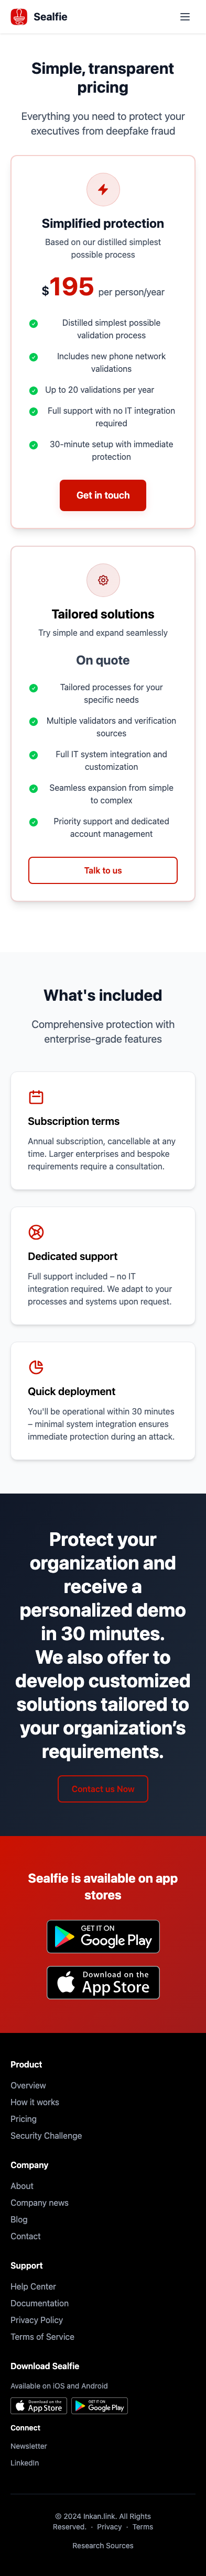 Sealfie
Simple, transparent
pricing
Everything you need to protect your
executives from deepfake fraud
Simplified protection
Based on our distilled simplest
possible process
$195 per person/year
Distilled simplest possible
validation process
Includes new phone network
validations
Up to 20 validations per year
Full support with no IT integration
required
30-minute setup with immediate
protection
Get in touch
Tailored solutions
Try simple and expand seamlessly
On quote
Tailored processes for your
specific needs
Multiple validators and verification
sources
Full IT system integration and
customization
Seamless expansion from simple
to complex
Priority support and dedicated
account management
Talk to us
What's included
Comprehensive protection with
enterprise-grade features
Subscription terms
Annual subscription, cancellable at any
time. Larger enterprises and bespoke
requirements require a consultation.
Dedicated support
Full support included – no IT
integration required. We adapt to your
processes and systems upon request.
Quick deployment
You'll be operational within 30 minutes
– minimal system integration ensures
immediate protection during an attack.
Protect your
organization and
receive a
personalized demo
in 30 minutes.
We also offer to
develop customized
solutions tailored to
your organization's
requirements.
Contact us Now
Sealfie is available on app
stores
GET IT ON
Google Play
Download on the
App Store
Product
Overview
How it works
Pricing
Security Challenge
Company
About
Company news
Blog
Contact
Support
Help Center
Documentation
Privacy Policy
Terms of Service
Download Sealfie
Available on iOS and Android
Download on the
App Store
GET IT ON
Google Play
Connect
Newsletter
LinkedIn
© 2024 Inkan.link. All Rights
Reserved. · Privacy · Terms
Research Sources